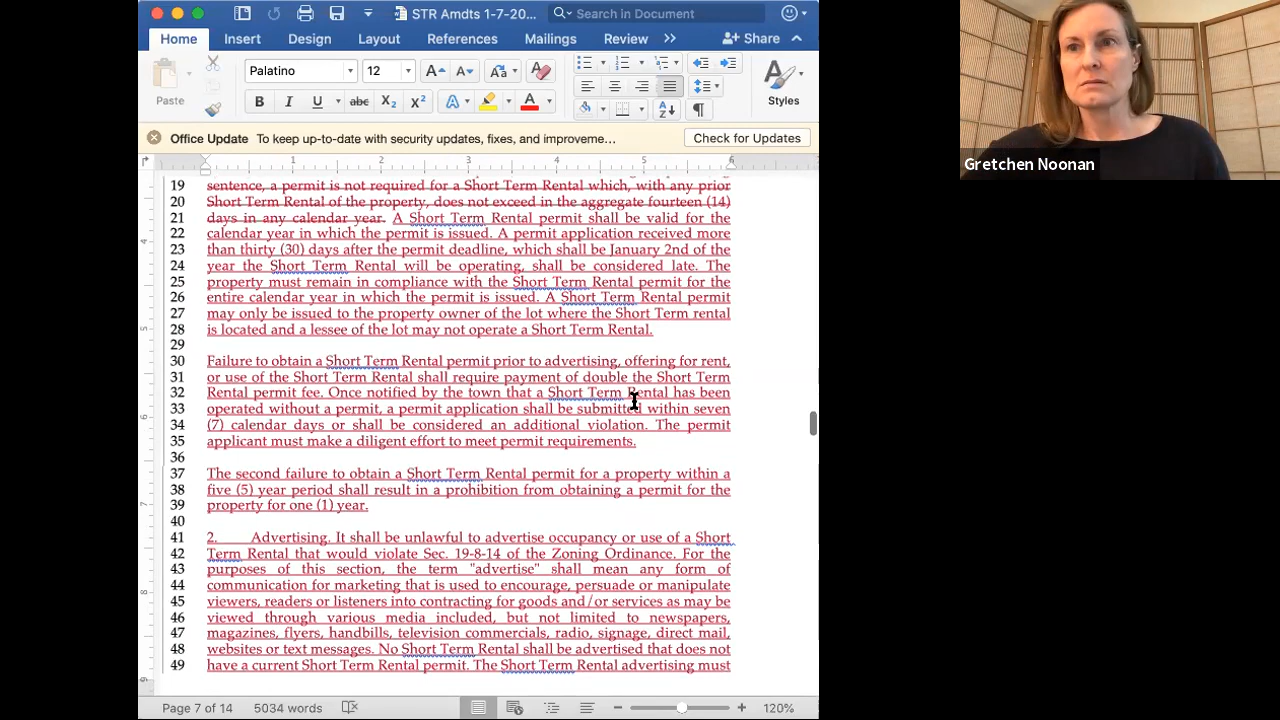 STR Amdts 1-7-20...
Search in Document
Home
Insert
Design
Layout
References
Mailings
Review
Share
Paste
Palatino
12
Styles
Office Update To keep up-to-date with security updates, fixes, and improveme...
Check for Updates
1
2
3
4
5
6
19 sentence, a permit is not required for a Short Term Rental which, with any prior
20 Short Term Rental of the property, does not exceed in the aggregate fourteen (14)
21 days in any calendar year. A Short Term Rental permit shall be valid for the
22 calendar year in which the permit is issued. A permit application received more
23 than thirty (30) days after the permit deadline, which shall be January 2nd of the
24 year the Short Term Rental will be operating, shall be considered late. The
25 property must remain in compliance with the Short Term Rental permit for the
26 entire calendar year in which the permit is issued. A Short Term Rental permit
27 may only be issued to the property owner of the lot where the Short Term rental
28 is located and a lessee of the lot may not operate a Short Term Rental.
29
30 Failure to obtain a Short Term Rental permit prior to advertising, offering for rent,
31 or use of the Short Term Rental shall require payment of double the Short Term
32 Rental permit fee. Once notified by the town that a Short Term Rental has been
33 operated without a permit, a permit application shall be submitted within seven
34 (7) calendar days or shall be considered an additional violation. The permit
35 applicant must make a diligent effort to meet permit requirements.
36
37 The second failure to obtain a Short Term Rental permit for a property within a
38 five (5) year period shall result in a prohibition from obtaining a permit for the
39 property for one (1) year.
40
41 2. Advertising. It shall be unlawful to advertise occupancy or use of a Short
42 Term Rental that would violate Sec. 19-8-14 of the Zoning Ordinance. For the
43 purposes of this section, the term "advertise" shall mean any form of
44 communication for marketing that is used to encourage, persuade or manipulate
45 viewers, readers or listeners into contracting for goods and/or services as may be
46 viewed through various media included, but not limited to newspapers,
47 magazines, flyers, handbills, television commercials, radio, signage, direct mail,
48 websites or text messages. No Short Term Rental shall be advertised that does not
49 have a current Short Term Rental permit. The Short Term Rental advertising must
Page 7 of 14
5034 words
120%
Gretchen Noonan